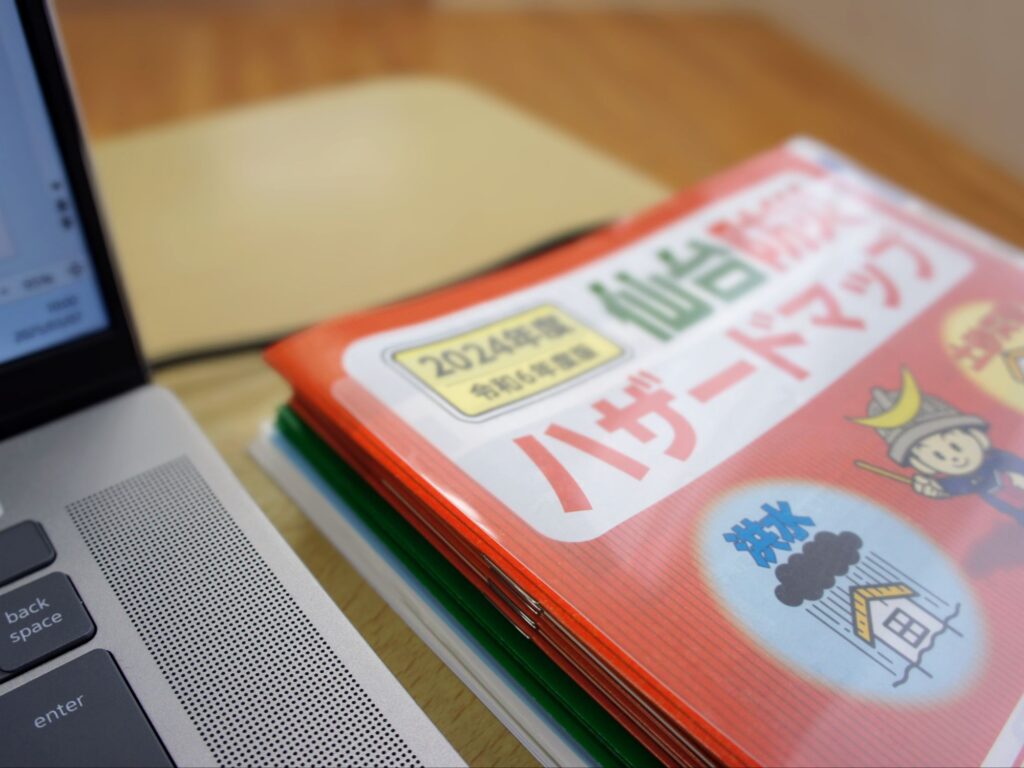 2024年度
令和6年度版
仙台防災
ハザードマップ
洪水
back
space
enter